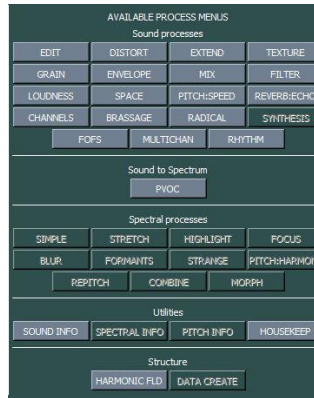 AVAILABLE PROCESS MENUS
Sound processes
EDIT DISTORT EXTEND TEXTURE
GRAIN ENVELOPE MIX FILTER
LOUDNESS SPACE PITCH:SPEED REVERB:ECHO
CHANNELS BRASSAGE RADICAL SYNTHESIS
FOFS MULTICHAN RHYTHM
Sound to Spectrum
PVOC
Spectral processes
SIMPLE STRETCH HIGHLIGHT FOCUS
BLUR FORMANTS STRANGE PITCH:HARMO
REPITCH COMBINE MORPH
Utilities
SOUND INFO SPECTRAL INFO PITCH INFO HOUSEKEEP
Structure
HARMONIC FLD DATA CREATE